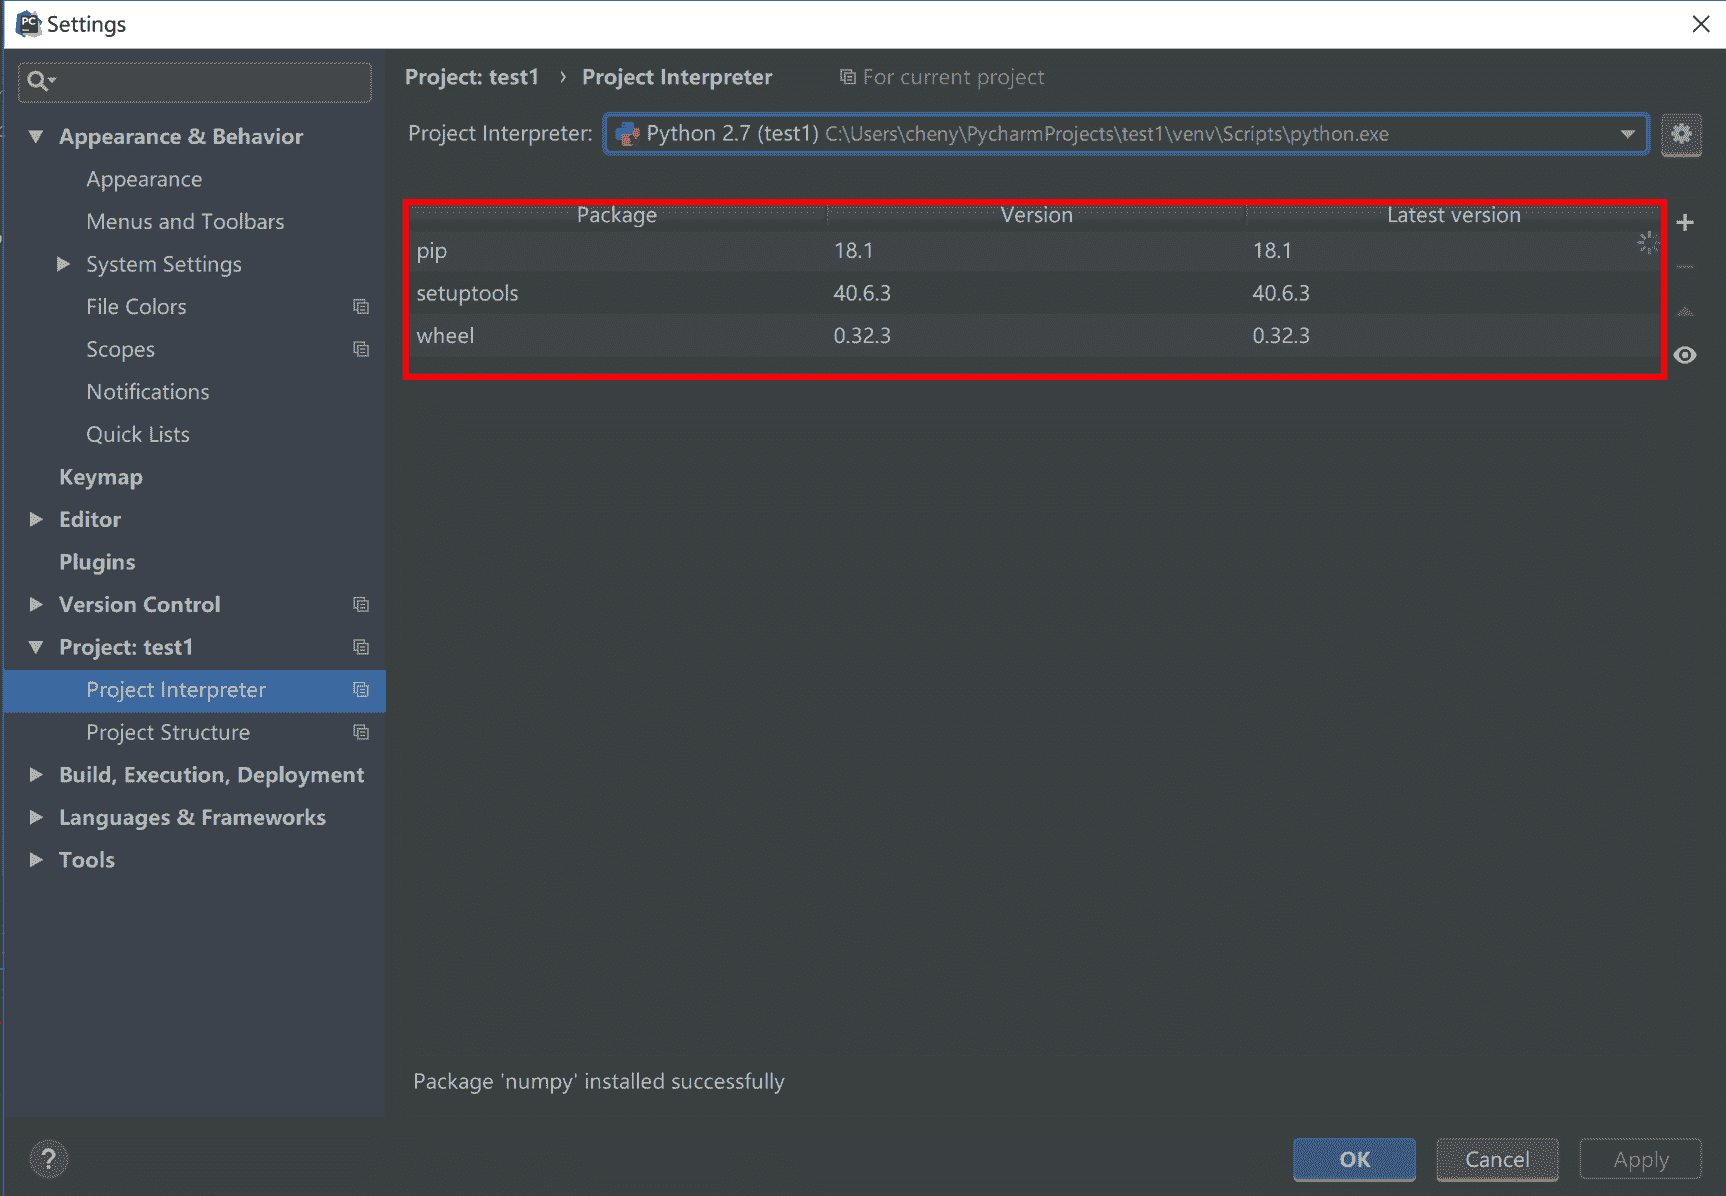 Settings
Project: test1 › Project Interpreter For current project
Project Interpreter: Python 2.7 (test1) C:\Users\cheny\PycharmProjects\test1\venv\Scripts\python.exe
Appearance & Behavior
Appearance
Menus and Toolbars
System Settings
File Colors
Scopes
Notifications
Quick Lists
Keymap
Editor
Plugins
Version Control
Project: test1
Project Interpreter
Project Structure
Build, Execution, Deployment
Languages & Frameworks
Tools
Package Version Latest version
pip 18.1 18.1
setuptools 40.6.3 40.6.3
wheel 0.32.3 0.32.3
Package 'numpy' installed successfully
? OK Cancel Apply